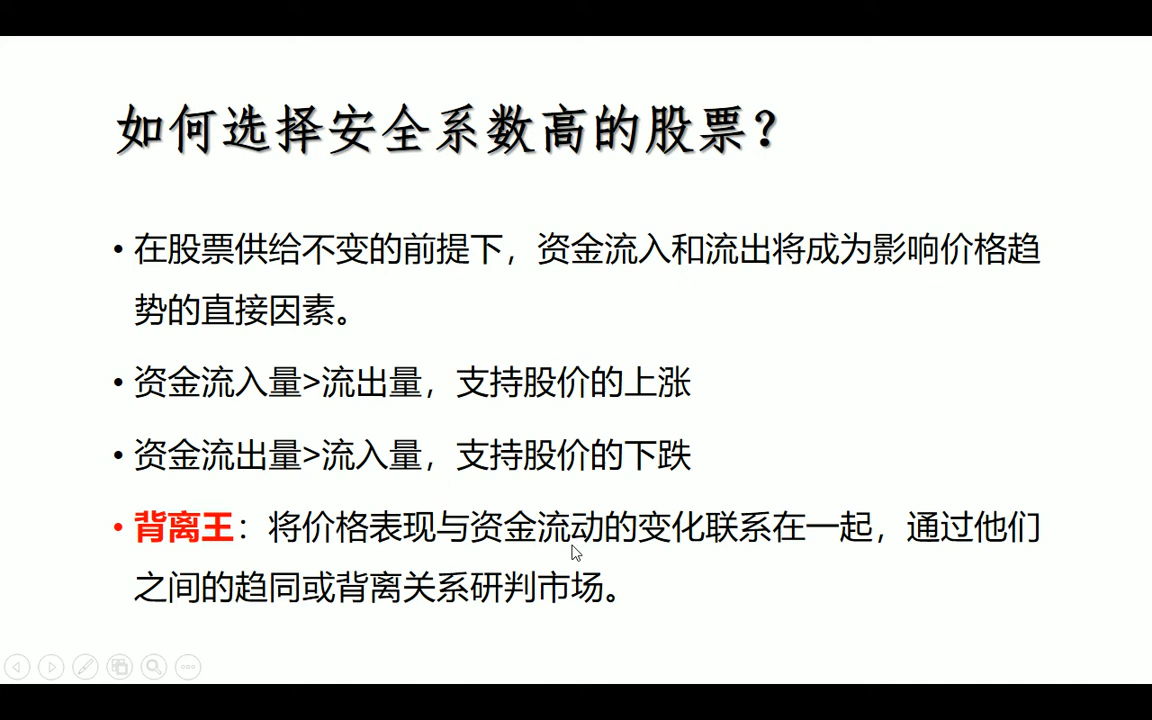 如何选择安全系数高的股票？
• 在股票供给不变的前提下，资金流入和流出将成为影响价格趋
势的直接因素。
• 资金流入量>流出量，支持股价的上涨
• 资金流出量>流入量，支持股价的下跌
• 背离王：将价格表现与资金流动的变化联系在一起，通过他们
之间的趋同或背离关系研判市场。